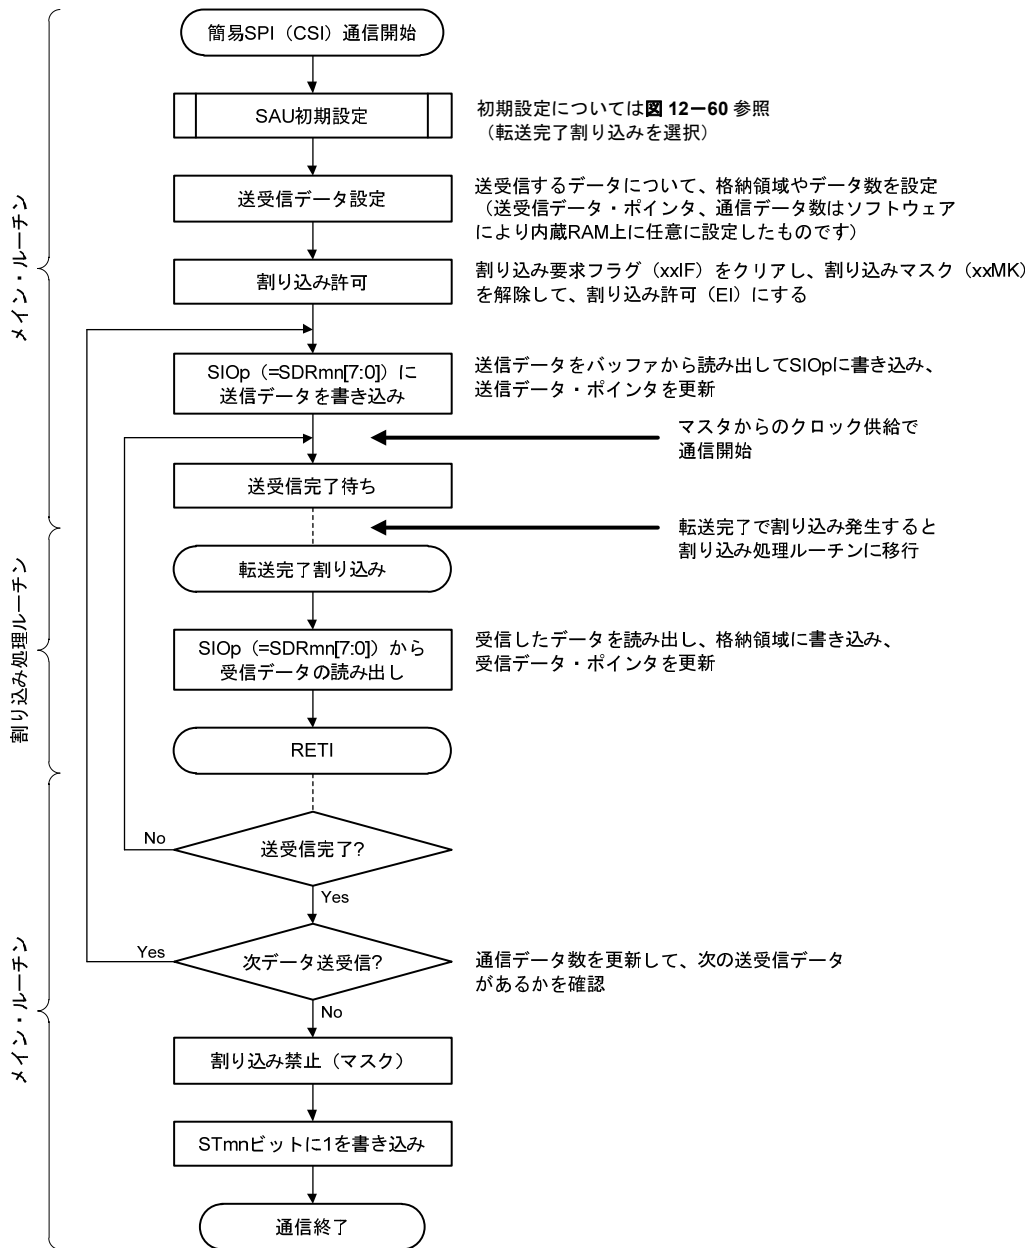 簡易SPI（CSI）通信開始
SAU初期設定
初期設定については図 12－60 参照
（転送完了割り込みを選択）
送受信データ設定
送受信するデータについて、格納領域やデータ数を設定
（送受信データ・ポインタ、通信データ数はソフトウェア
により内蔵RAM上に任意に設定したものです）
メイン・ルーチン
割り込み許可
割り込み要求フラグ（xxIF）をクリアし、割り込みマスク（xxMK）
を解除して、割り込み許可（EI）にする
SIOp（=SDRmn[7:0]）に
送信データを書き込み
送信データをバッファから読み出してSIOpに書き込み、
送信データ・ポインタを更新
マスタからのクロック供給で
通信開始
送受信完了待ち
転送完了で割り込み発生すると
割り込み処理ルーチンに移行
転送完了割り込み
割り込み処理ルーチン
SIOp（=SDRmn[7:0]）から
受信データの読み出し
受信したデータを読み出し、格納領域に書き込み、
受信データ・ポインタを更新
RETI
No
送受信完了?
Yes
Yes
次データ送受信?
通信データ数を更新して、次の送受信データ
があるかを確認
No
メイン・ルーチン
割り込み禁止（マスク）
STmnビットに1を書き込み
通信終了